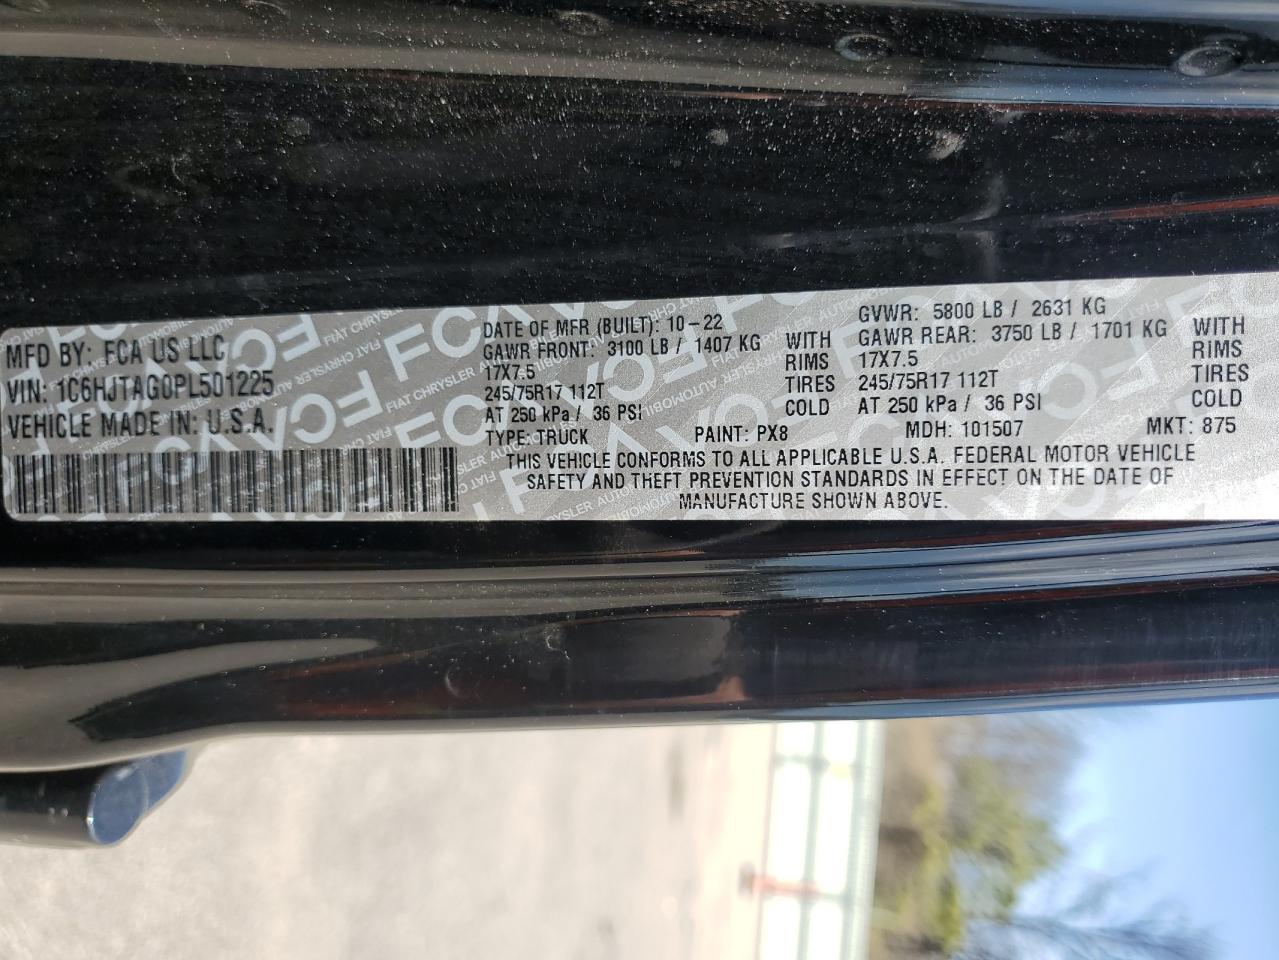 MFD BY: FCA US LLC
VIN: 1C6HJTAG0PL501225
VEHICLE MADE IN: U.S.A.
DATE OF MFR (BUILT): 10-22
GVWR: 5800 LB / 2631 KG
GAWR FRONT: 3100 LB / 1407 KG WITH
17X7.5 RIMS
245/75R17 112T TIRES
AT 250 kPa / 36 PSI COLD
GAWR REAR: 3750 LB / 1701 KG WITH
17X7.5 RIMS
245/75R17 112T TIRES
AT 250 kPa / 36 PSI COLD
TYPE: TRUCK PAINT: PX8 MDH: 101507 MKT: 875
THIS VEHICLE CONFORMS TO ALL APPLICABLE U.S.A. FEDERAL MOTOR VEHICLE
SAFETY AND THEFT PREVENTION STANDARDS IN EFFECT ON THE DATE OF
MANUFACTURE SHOWN ABOVE.